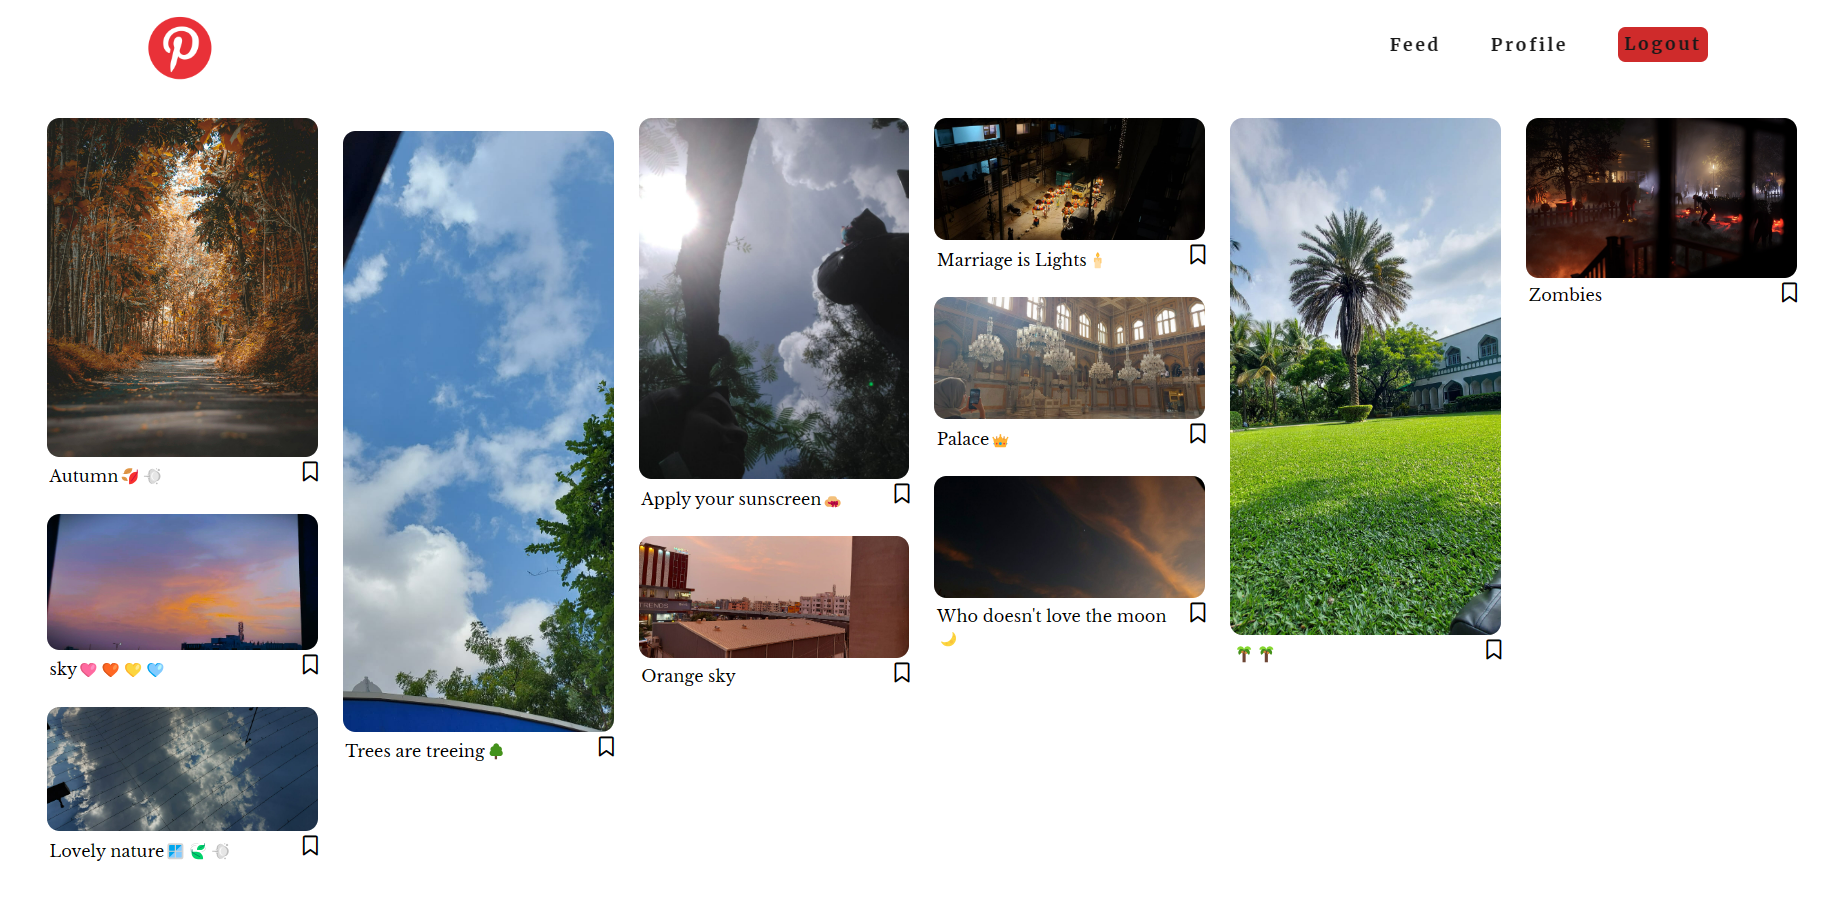 Feed
Profile
Logout
Autumn🍂 🪩
sky🩷 🧡 💛 🩵
Lovely nature🪟 🍃 🪩
Trees are treeing🌳
Apply your sunscreen
Orange sky
Marriage is Lights
Palace👑
Who doesn't love the moon
🌙
🌴 🌴
Zombies
TRENDS